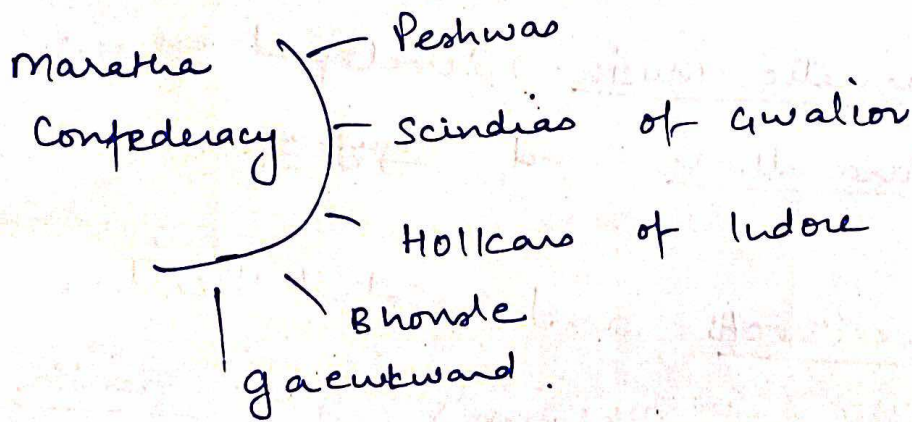 Maratha
Confederacy
Peshwas
Scindias of Gwalior
Hollcars of Indore
Bhonsle
gaewkward.